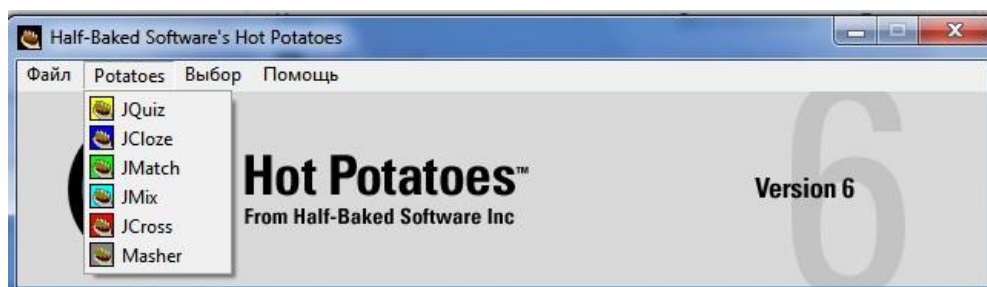 Half-Baked Software's Hot Potatoes
Файл Potatoes Выбор Помощь
JQuiz
JCloze
JMatch
JMix
JCross
Masher
Hot Potatoes™
From Half-Baked Software Inc
Version 6
6